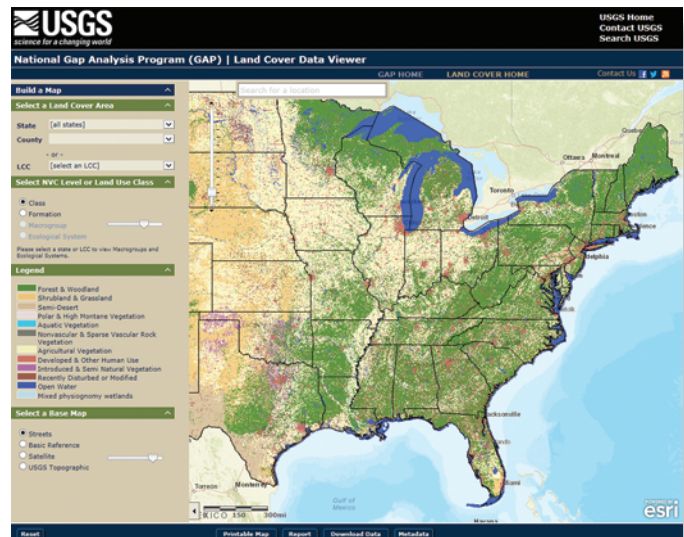 USGS
science for a changing world
USGS Home
Contact USGS
Search USGS
National Gap Analysis Program (GAP) | Land Cover Data Viewer
GAP HOME
LAND COVER HOME
Contact Us
Build a Map
Search for a location
Select a Land Cover Area
State
[all states]
County
- or -
LCC
[select an LCC]
Select NVC Level or Land Use Class
Class
Formation
Macrogroup
Ecological System
Please select a state or LCC to view Macrogroups and
Ecological Systems.
Legend
Forest & Woodland
Shrubland & Grassland
Semi-Desert
Polar & High Montane Vegetation
Aquatic Vegetation
Nonvascular & Sparse Vascular Rock
Vegetation
Agricultural Vegetation
Developed & Other Human Use
Introduced & Semi Natural Vegetation
Recently Disturbed or Modified
Open Water
Mixed physiognomy wetlands
Select a Base Map
Streets
Basic Reference
Satellite
USGS Topographic
Ottawa
Montreal
Toronto
Detroit
delphia
cksonville
Miami
Torreón
Monterrey
Gulf of
Mexico
150
300mi
POWERED BY
esri
Reset
Printable Map
Report
Download Data
Metadata